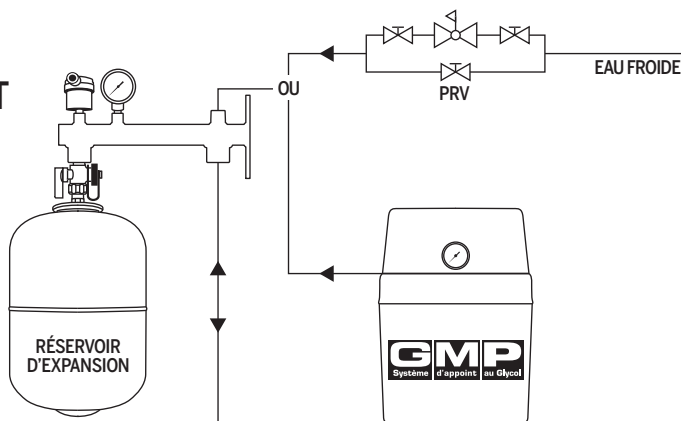 T
OU
EAU FROIDE
PRV
RÉSERVOIR
D'EXPANSION
GMP
Système d'appoint au Glycol